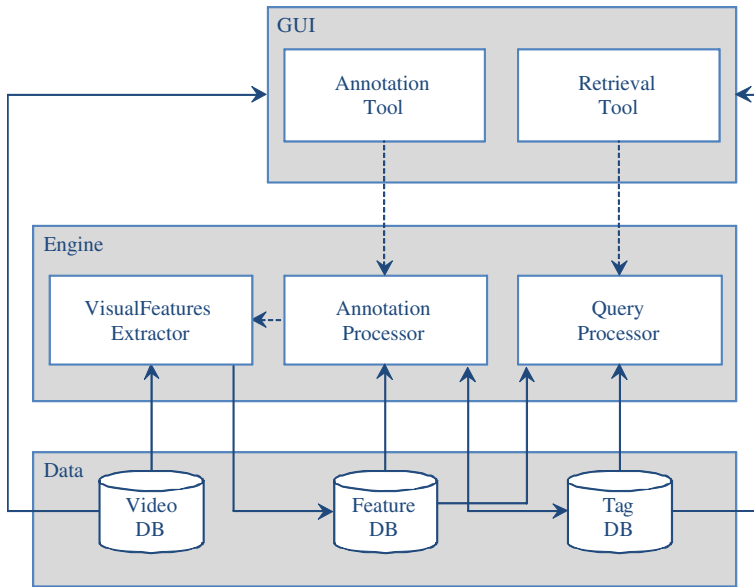 GUI
Annotation
Tool
Retrieval
Tool
Engine
VisualFeatures
Extractor
Annotation
Processor
Query
Processor
Data
Video
DB
Feature
DB
Tag
DB